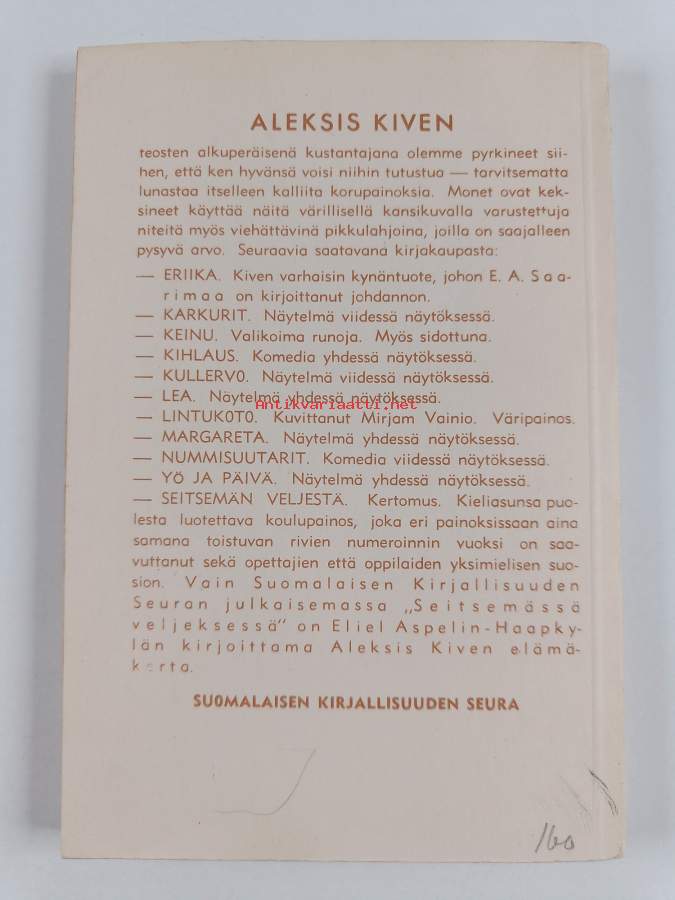 ALEKSIS KIVEN
teosten alkuperäisenä kustantajana olemme pyrkineet sii-
hen, että ken hyvänsä voisi niihin tutustua — tarvitsematta
lunastaa itselleen kalliita korupainoksia. Monet ovat kek-
sineet käyttää näitä värillisellä kansikuvalla varustettuja
niteitä myös viehättävinä pikkulahjoina, joilla on saajalleen
pysyvä arvo. Seuraavia saatavana kirjakaupasta:
— ERIIKA. Kiven varhaisin kynäntuote, johon E. A. Saa-
rimaa on kirjoittanut johdannon.
— KARKURIT. Näytelmä viidessä näytöksessä.
— KEINU. Valikoima runoja. Myös sidottuna.
— KIHLAUS. Komedia yhdessä näytöksessä.
— KULLERVO. Näytelmä viidessä näytöksessä.
— LEA. Näytelmä yhdessä näytöksessä.
Antikvariaatti.net
— LINTUKOTO. Kuvittanut Mirjam Vainio. Väripainos.
— MARGARETA. Näytelmä yhdessä näytöksessä.
— NUMMISUUTARIT. Komedia viidessä näytöksessä.
— YÖ JA PÄIVÄ. Näytelmä yhdessä näytöksessä.
— SEITSEMÄN VELJESTÄ. Kertomus. Kieliasunsa puo-
lesta luotettava koulupainos, joka eri painoksissaan aina
samana toistuvan rivien numeroinnin vuoksi on saa-
vuttanut sekä opettajien että oppilaiden yksimielisen suo-
sion. Vain Suomalaisen Kirjallisuuden
Seuran julkaisemassa „Seitsemässä
veljeksessä" on Eliel Aspelin-Haapky-
län kirjoittama Aleksis Kiven elämä-
kerta.
SUOMALAISEN KIRJALLISUUDEN SEURA
160